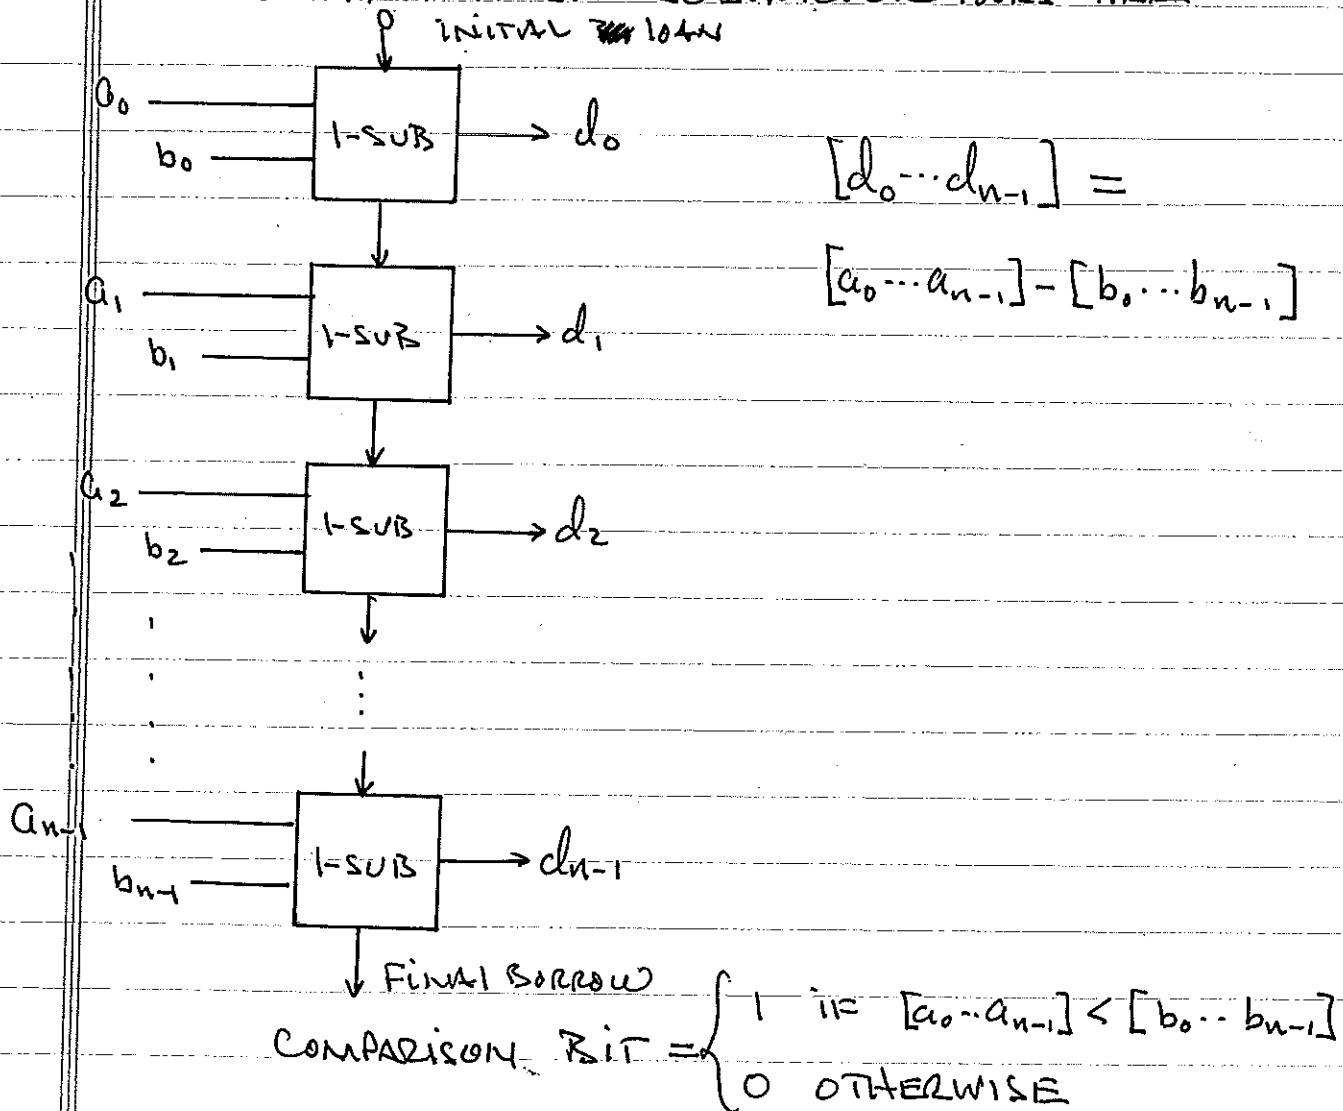 0 INITAL LOAN
a₀
b₀
1-SUB
d₀
[d₀...dₙ₋₁] =
[a₀...aₙ₋₁] - [b₀...bₙ₋₁]
a₁
b₁
1-SUB
d₁
a₂
b₂
1-SUB
d₂
aₙ₋₁
bₙ₋₁
1-SUB
dₙ₋₁
FINAL BORROW
COMPARISON BIT = { 1 IF [a₀..aₙ₋₁] < [b₀..bₙ₋₁]
0 OTHERWISE